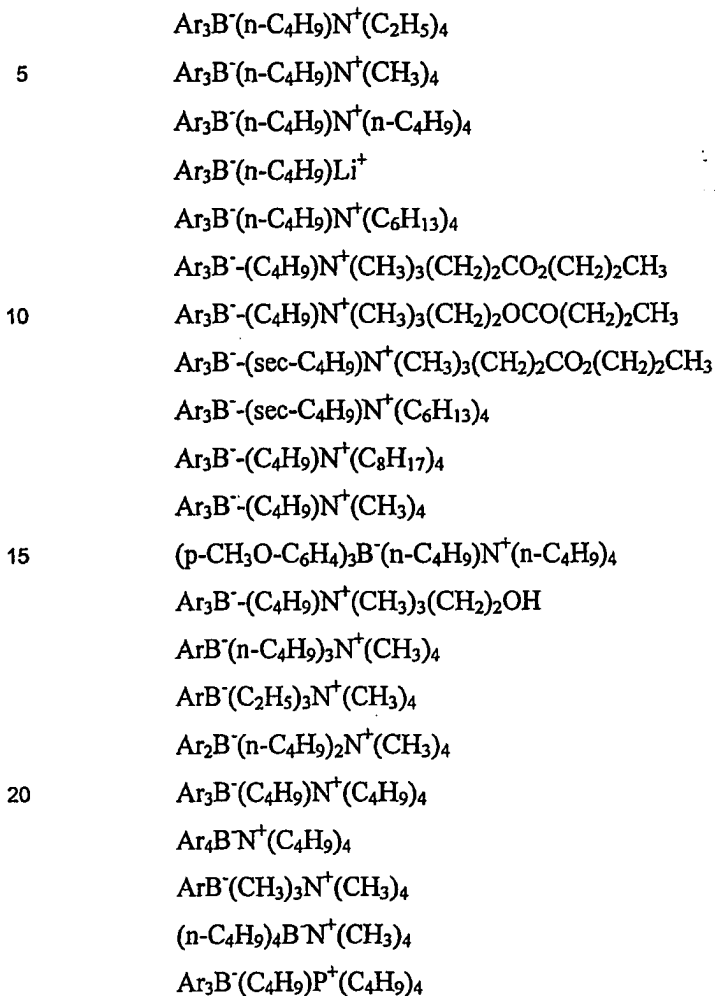 Ar₃B⁻(n-C₄H₉)N⁺(C₂H₅)₄
5 Ar₃B⁻(n-C₄H₉)N⁺(CH₃)₄
Ar₃B⁻(n-C₄H₉)N⁺(n-C₄H₉)₄
Ar₃B⁻(n-C₄H₉)Li⁺
Ar₃B⁻(n-C₄H₉)N⁺(C₆H₁₃)₄
Ar₃B⁻-(C₄H₉)N⁺(CH₃)₃(CH₂)₂CO₂(CH₂)₂CH₃
10 Ar₃B⁻-(C₄H₉)N⁺(CH₃)₃(CH₂)₂OCO(CH₂)₂CH₃
Ar₃B⁻-(sec-C₄H₉)N⁺(CH₃)₃(CH₂)₂CO₂(CH₂)₂CH₃
Ar₃B⁻-(sec-C₄H₉)N⁺(C₆H₁₃)₄
Ar₃B⁻-(C₄H₉)N⁺(C₈H₁₇)₄
Ar₃B⁻-(C₄H₉)N⁺(CH₃)₄
15 (p-CH₃O-C₆H₄)₃B⁻(n-C₄H₉)N⁺(n-C₄H₉)₄
Ar₃B⁻-(C₄H₉)N⁺(CH₃)₃(CH₂)₂OH
ArB⁻(n-C₄H₉)₃N⁺(CH₃)₄
ArB⁻(C₂H₅)₃N⁺(CH₃)₄
Ar₂B⁻(n-C₄H₉)₂N⁺(CH₃)₄
20 Ar₃B⁻(C₄H₉)N⁺(C₄H₉)₄
Ar₄B⁻N⁺(C₄H₉)₄
ArB⁻(CH₃)₃N⁺(CH₃)₄
(n-C₄H₉)₄B⁻N⁺(CH₃)₄
Ar₃B⁻(C₄H₉)P⁺(C₄H₉)₄